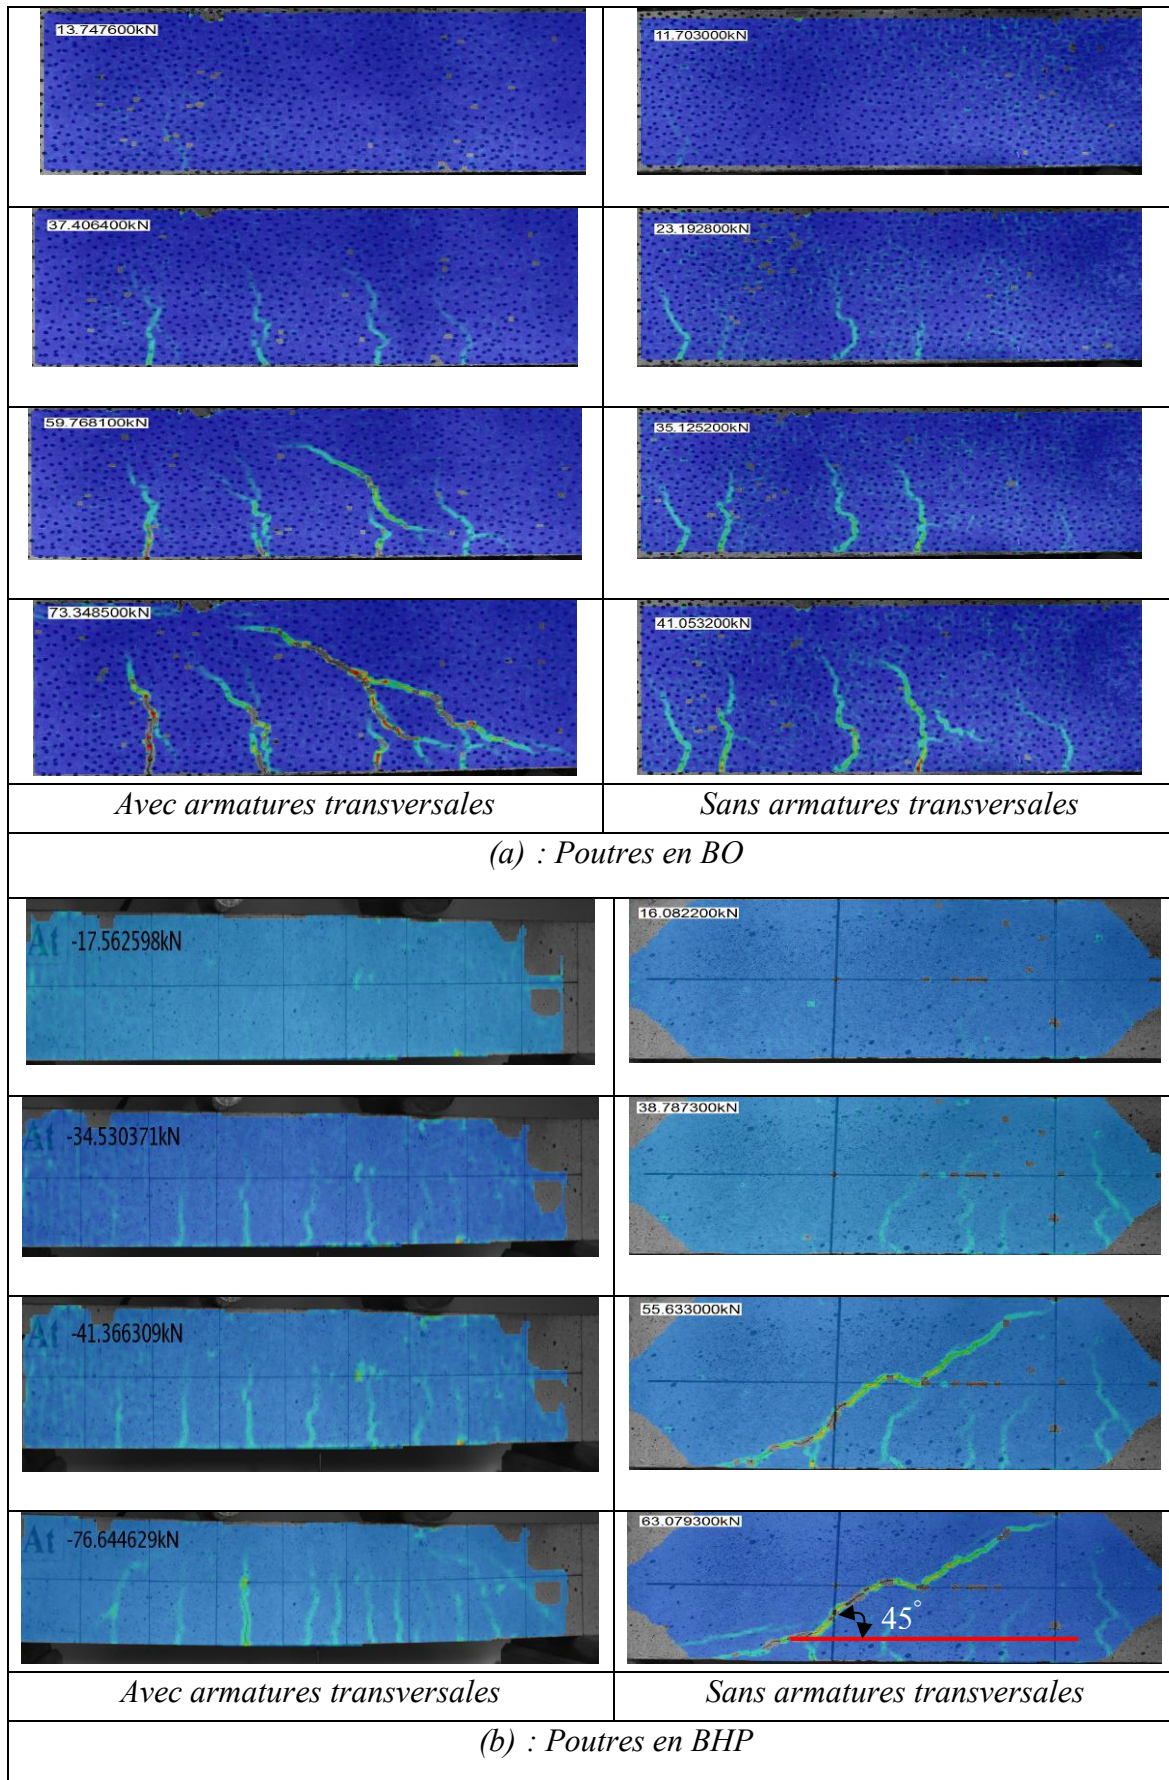 13.747600kN
11.703000kN
37.406400kN
23.192800kN
59.768100kN
35.125200kN
73.348500kN
41.053200kN
Avec armatures transversales
Sans armatures transversales
(a) : Poutres en BO
At -17.562598kN
16.082200kN
At -34.530371kN
38.787300kN
At -41.366309kN
55.633000kN
At -76.644629kN
63.079300kN
45°
Avec armatures transversales
Sans armatures transversales
(b) : Poutres en BHP